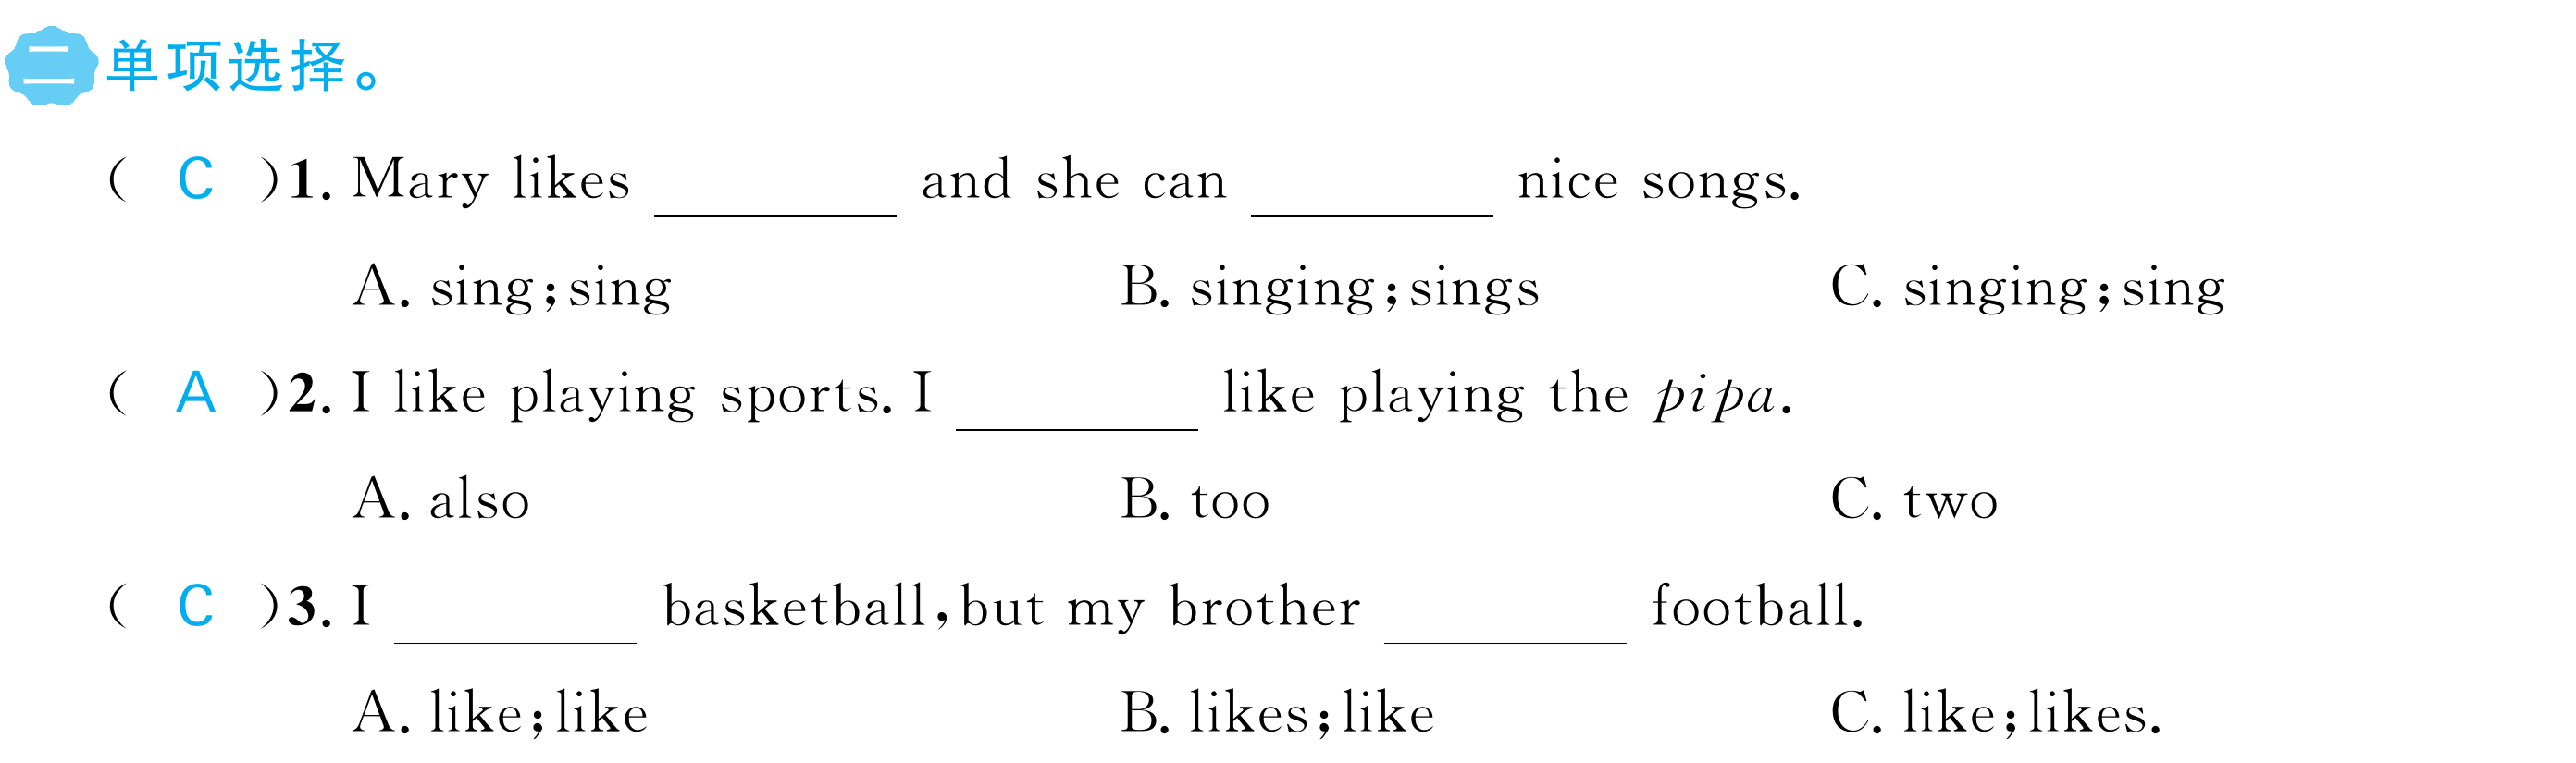 二 单项选择。
( C )1. Mary likes ________ and she can ________ nice songs.
A. sing;sing B. singing;sings C. singing;sing
( A )2. I like playing sports. I ________ like playing the pipa.
A. also B. too C. two
( C )3. I ________ basketball,but my brother ________ football.
A. like;like B. likes;like C. like;likes.